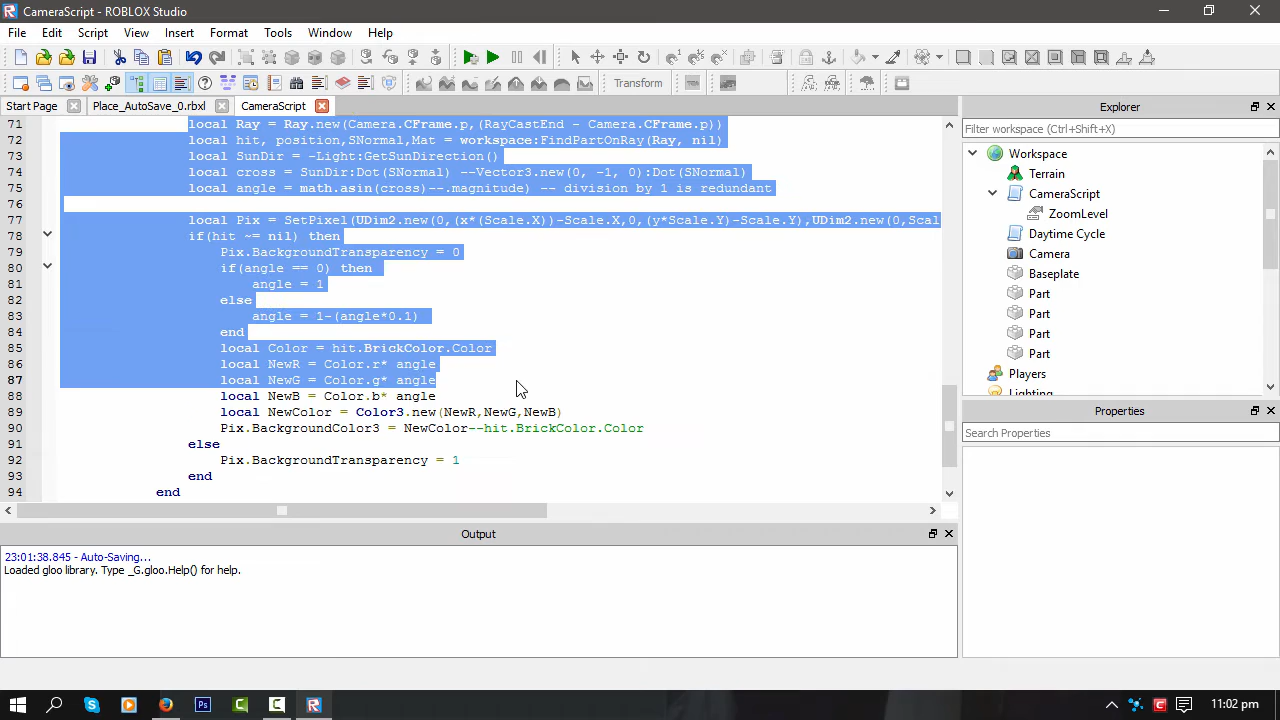 CameraScript - ROBLOX Studio
File Edit Script View Insert Format Tools Window Help
Transform
Start Page Place_AutoSave_0.rbxl CameraScript
71 local Ray = Ray.new(Camera.CFrame.p,(RayCastEnd - Camera.CFrame.p))
72 local hit, position,SNormal,Mat = workspace:FindPartOnRay(Ray, nil)
73 local SunDir = -Light:GetSunDirection()
74 local cross = SunDir:Dot(SNormal) --Vector3.new(0, -1, 0):Dot(SNormal)
75 local angle = math.asin(cross)--.magnitude) -- division by 1 is redundant
76
77 local Pix = SetPixel(UDim2.new(0,(x*(Scale.X))-Scale.X,0,(y*Scale.Y)-Scale.Y),UDim2.new(0,Scal
78 if(hit ~= nil) then
79 Pix.BackgroundTransparency = 0
80 if(angle == 0) then
81 angle = 1
82 else
83 angle = 1-(angle*0.1)
84 end
85 local Color = hit.BrickColor.Color
86 local NewR = Color.r* angle
87 local NewG = Color.g* angle
88 local NewB = Color.b* angle
89 local NewColor = Color3.new(NewR,NewG,NewB)
90 Pix.BackgroundColor3 = NewColor--hit.BrickColor.Color
91 else
92 Pix.BackgroundTransparency = 1
93 end
94 end
Output
23:01:38.845 - Auto-Saving...
Loaded gloo library. Type _G.gloo.Help() for help.
Explorer
Filter workspace (Ctrl+Shift+X)
Workspace
Terrain
CameraScript
ZoomLevel
Daytime Cycle
Camera
Baseplate
Part
Part
Part
Part
Players
Lighting
Properties
Search Properties
11:02 pm